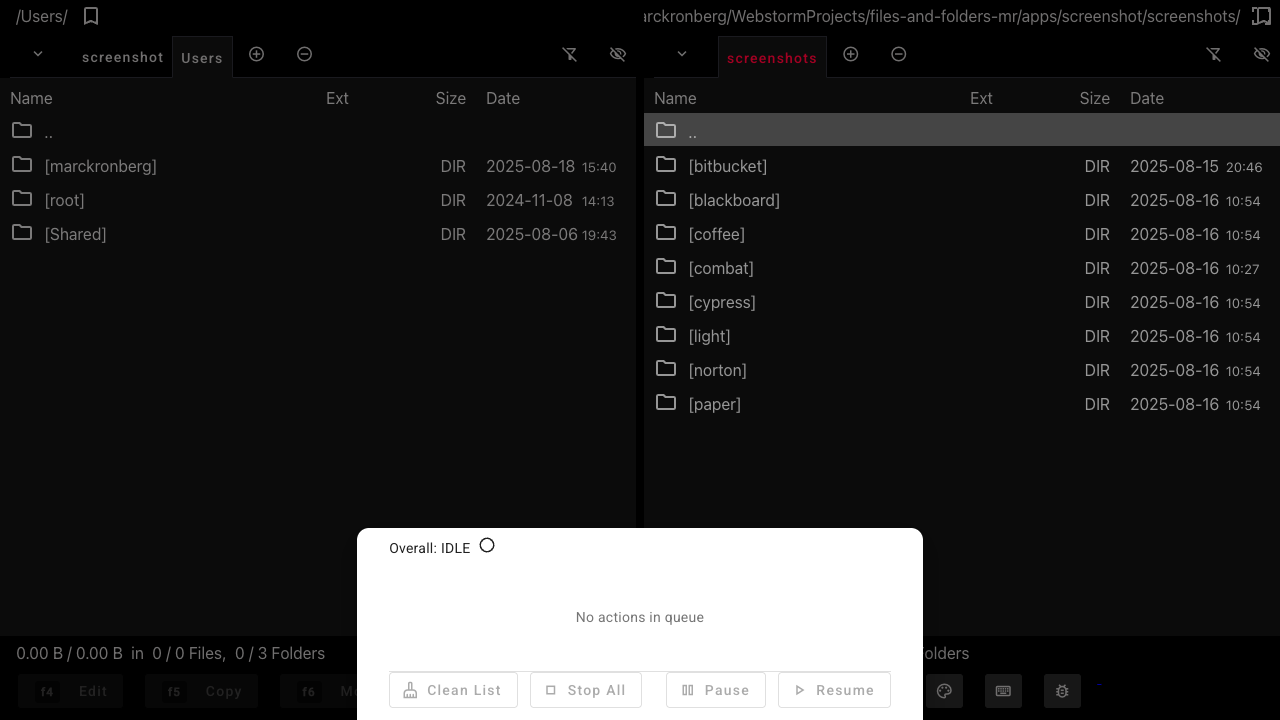 /Users/
arckronberg/WebstormProjects/files-and-folders-mr/apps/screenshot/screenshots/
screenshot Users
screenshots
Name Ext Size Date
..
[marckronberg] DIR 2025-08-18 15:40
[root] DIR 2024-11-08 14:13
[Shared] DIR 2025-08-06 19:43
Name Ext Size Date
..
[bitbucket] DIR 2025-08-15 20:46
[blackboard] DIR 2025-08-16 10:54
[coffee] DIR 2025-08-16 10:54
[combat] DIR 2025-08-16 10:27
[cypress] DIR 2025-08-16 10:54
[light] DIR 2025-08-16 10:54
[norton] DIR 2025-08-16 10:54
[paper] DIR 2025-08-16 10:54
Overall: IDLE
No actions in queue
Clean List Stop All Pause Resume
0.00 B / 0.00 B in 0 / 0 Files, 0 / 3 Folders
f4 Edit f5 Copy f6